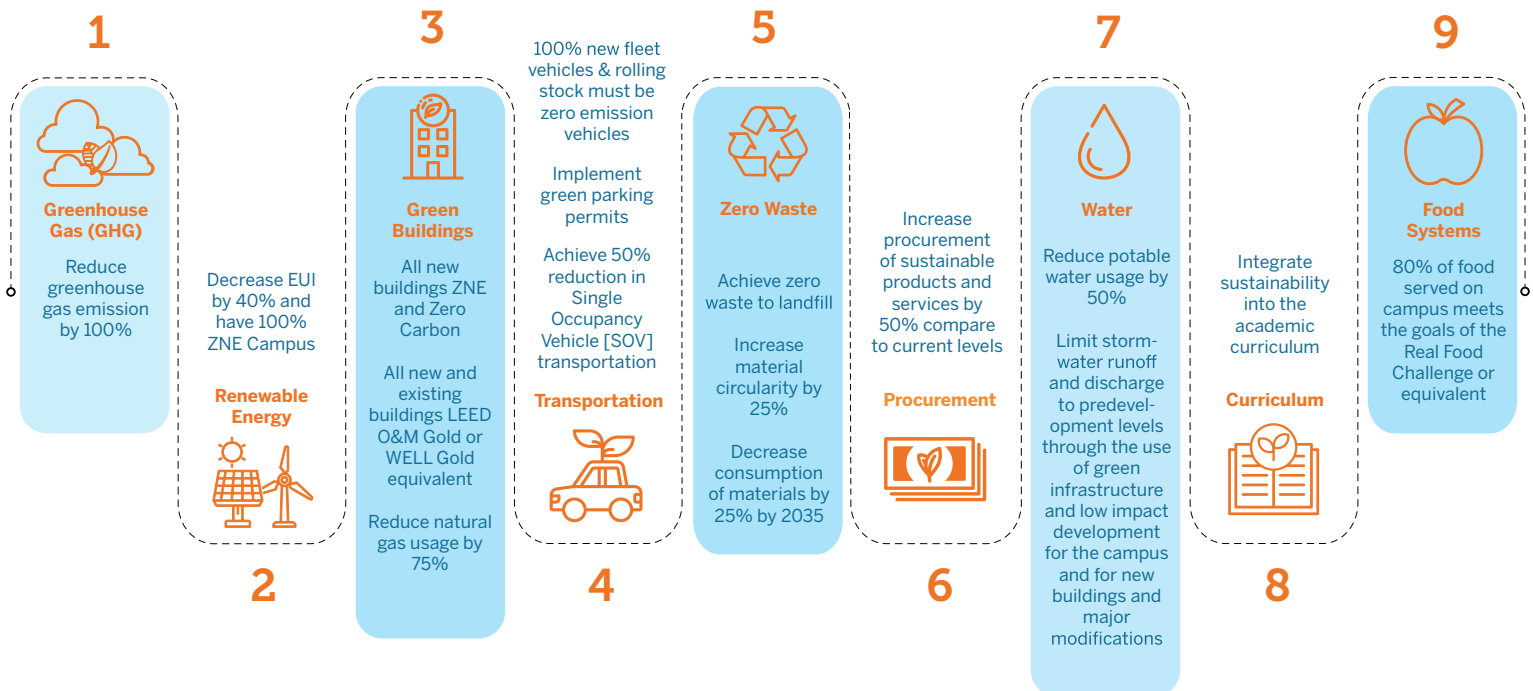 1
Greenhouse
Gas (GHG)
Reduce
greenhouse
gas emission
by 100%
Decrease EUI
by 40% and
have 100%
ZNE Campus
Renewable
Energy
2
3
Green
Buildings
All new
buildings ZNE
and Zero
Carbon
All new and
existing
buildings LEED
O&M Gold or
WELL Gold
equivalent
Reduce natural
gas usage by
75%
100% new fleet
vehicles & rolling
stock must be
zero emission
vehicles
Implement
green parking
permits
Achieve 50%
reduction in
Single
Occupancy
Vehicle [SOV]
transportation
Transportation
4
5
Zero Waste
Achieve zero
waste to landfill
Increase
material
circularity by
25%
Decrease
consumption
of materials by
25% by 2035
Increase
procurement
of sustainable
products and
services by
50% compare
to current levels
Procurement
6
7
Water
Reduce potable
water usage by
50%
Limit storm-
water runoff
and discharge
to predevel-
opment levels
through the use
of green
infrastructure
and low impact
development
for the campus
and for new
buildings and
major
modifications
Integrate
sustainability
into the
academic
curriculum
Curriculum
8
9
Food
Systems
80% of food
served on
campus meets
the goals of the
Real Food
Challenge or
equivalent